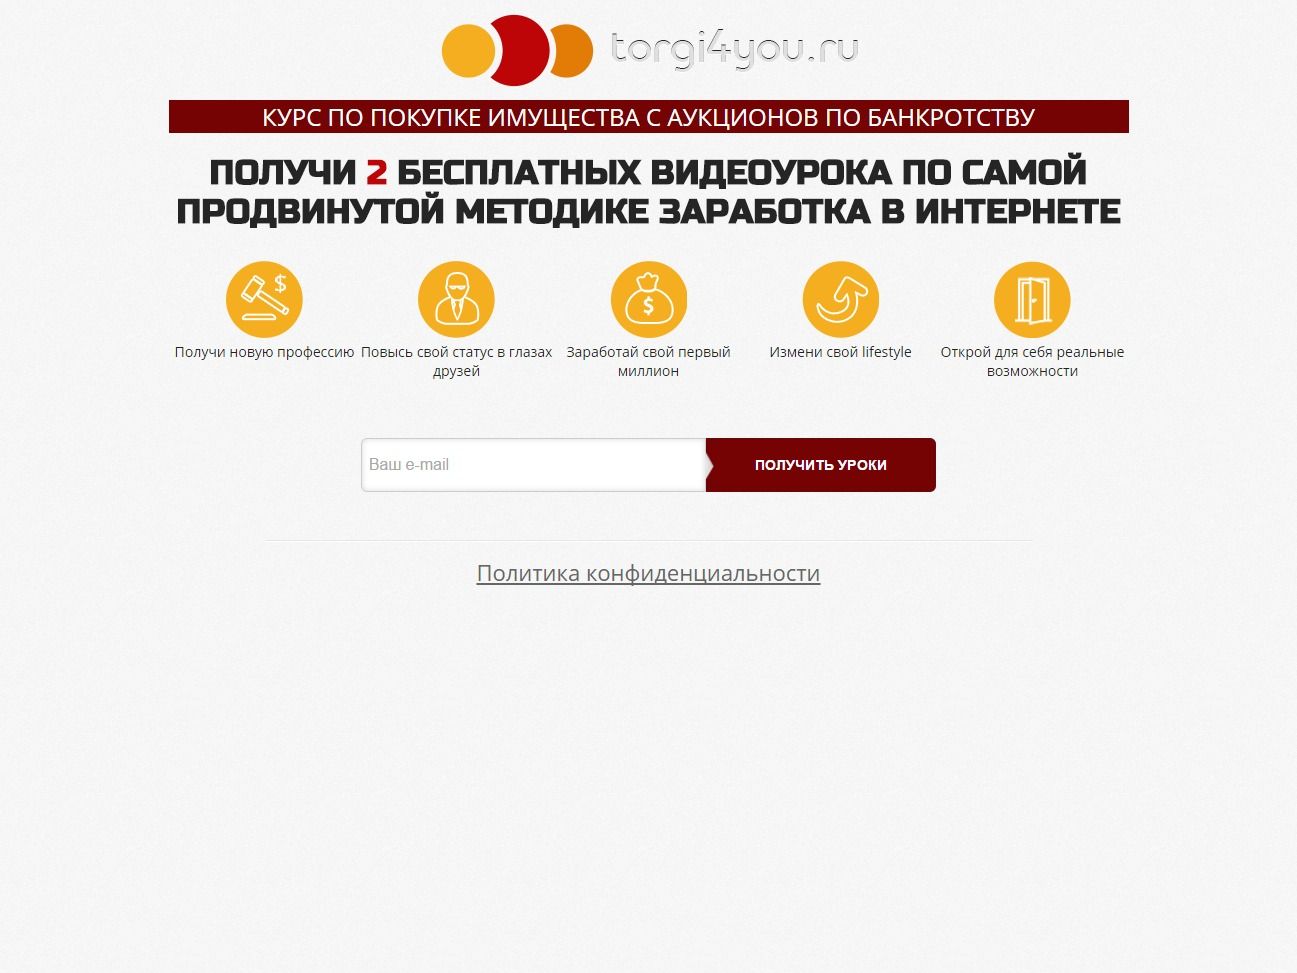 torgi4you.ru
КУРС ПО ПОКУПКЕ ИМУЩЕСТВА С АУКЦИОНОВ ПО БАНКРОТСТВУ
ПОЛУЧИ 2 БЕСПЛАТНЫХ ВИДЕОУРОКА ПО САМОЙ
ПРОДВИНУТОЙ МЕТОДИКЕ ЗАРАБОТКА В ИНТЕРНЕТЕ
$
$
Получи новую профессию
Повысь свой статус в глазах
друзей
Заработай свой первый
миллион
Измени свой lifestyle
Открой для себя реальные
возможности
Ваш e-mail
ПОЛУЧИТЬ УРОКИ
Политика конфиденциальности